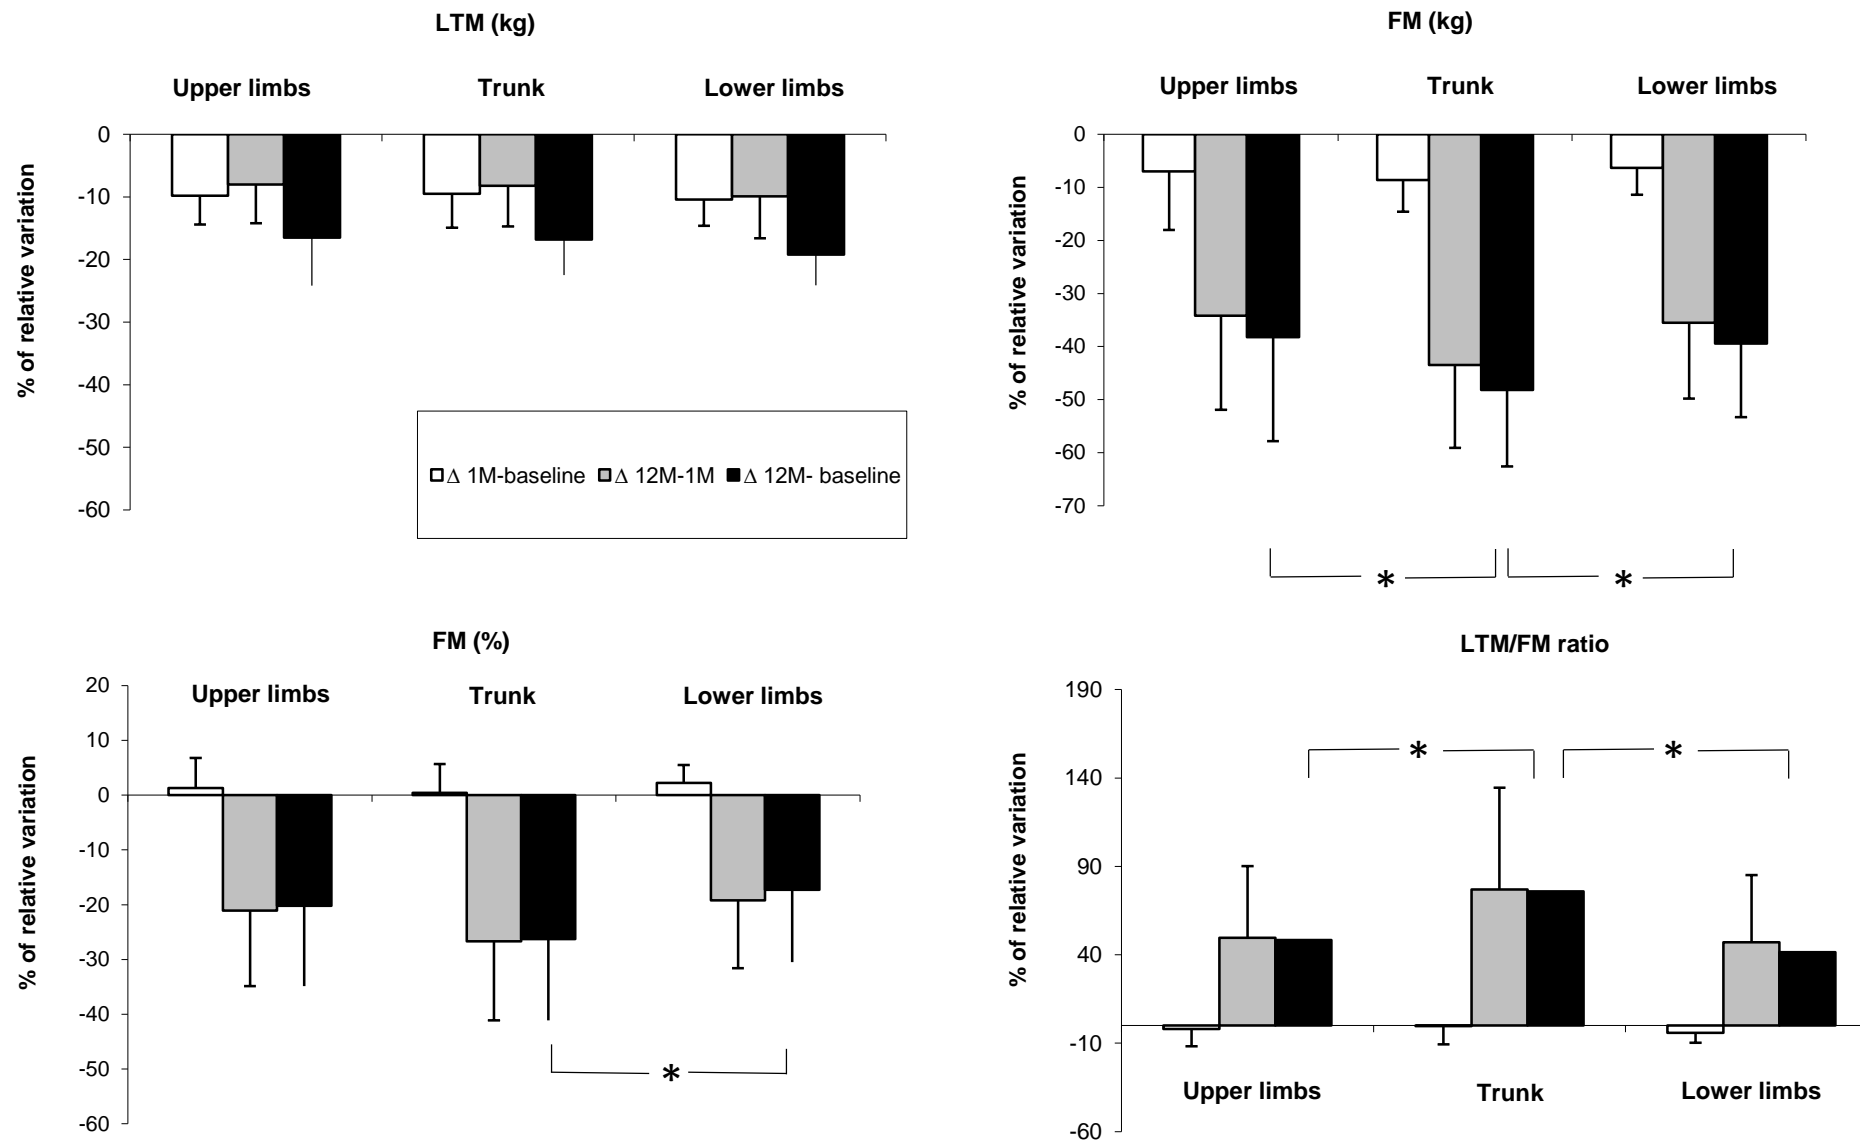 LTM (kg)
Upper limbs Trunk Lower limbs
% of relative variation
0
-10
-20
-30
-40
-50
-60
Δ 1M-baseline Δ 12M-1M Δ 12M- baseline
FM (kg)
Upper limbs Trunk Lower limbs
% of relative variation
0
-10
-20
-30
-40
-50
-60
-70
* *
FM (%)
Upper limbs Trunk Lower limbs
% of relative variation
20
10
0
-10
-20
-30
-40
-50
-60
*
LTM/FM ratio
% of relative variation
190
140
90
40
-10
-60
* *
Upper limbs Trunk Lower limbs